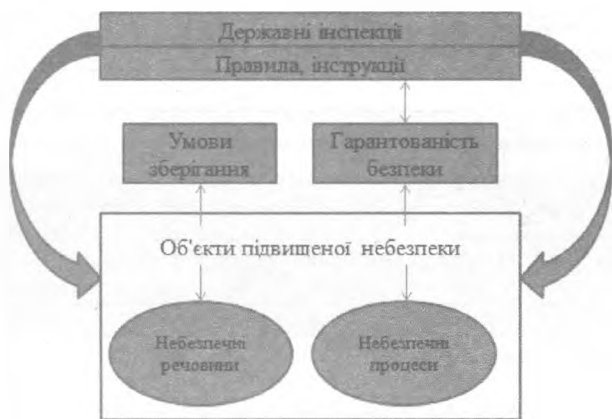 Державні інспекції
Правила, інструкції
Умови
зберігання
Гарантованість
безпеки
Об'єкти підвищеної небезпеки
Небезпечні
речовини
Небезпечні
процеси